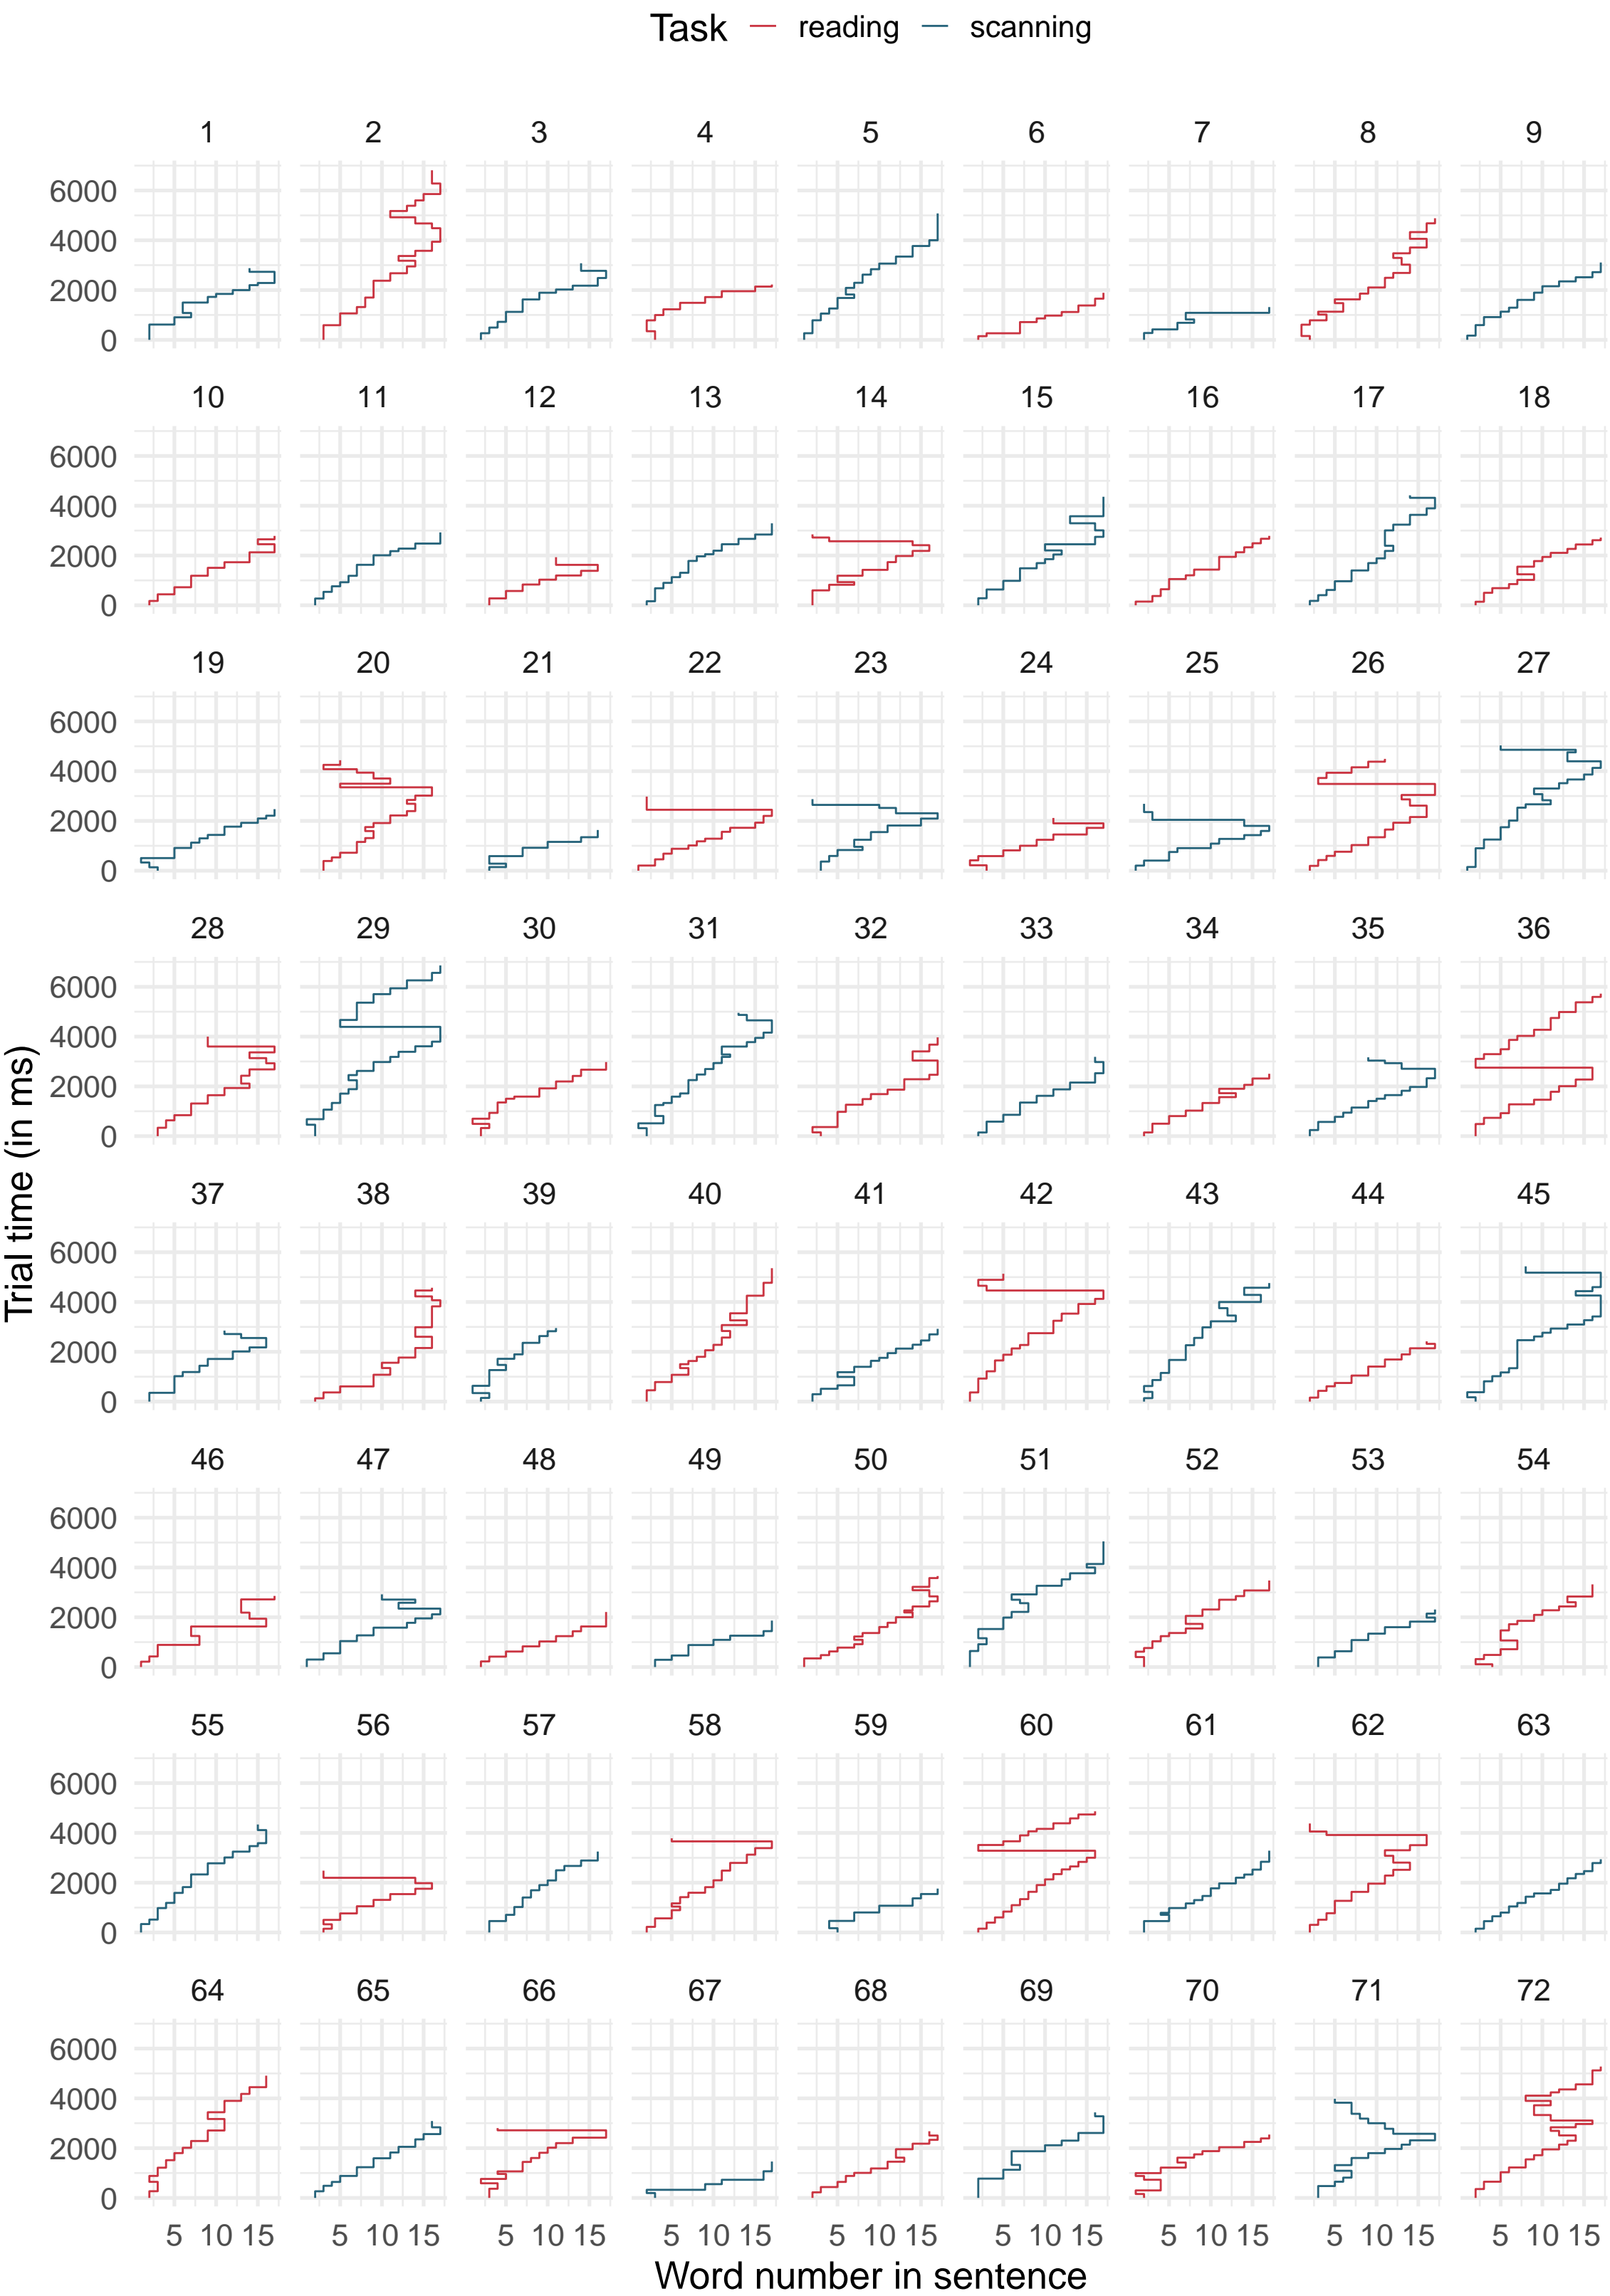 Task reading scanning
1 2 3 4 5 6 7 8 9
6000
4000
2000
0
10 11 12 13 14 15 16 17 18
6000
4000
2000
0
19 20 21 22 23 24 25 26 27
6000
4000
2000
0
28 29 30 31 32 33 34 35 36
6000
4000
2000
0
Trial time (in ms)
37 38 39 40 41 42 43 44 45
6000
4000
2000
0
46 47 48 49 50 51 52 53 54
6000
4000
2000
0
55 56 57 58 59 60 61 62 63
6000
4000
2000
0
64 65 66 67 68 69 70 71 72
6000
4000
2000
0
5 10 15 5 10 15 5 10 15 5 10 15 5 10 15 5 10 15 5 10 15 5 10 15 5 10 15
Word number in sentence